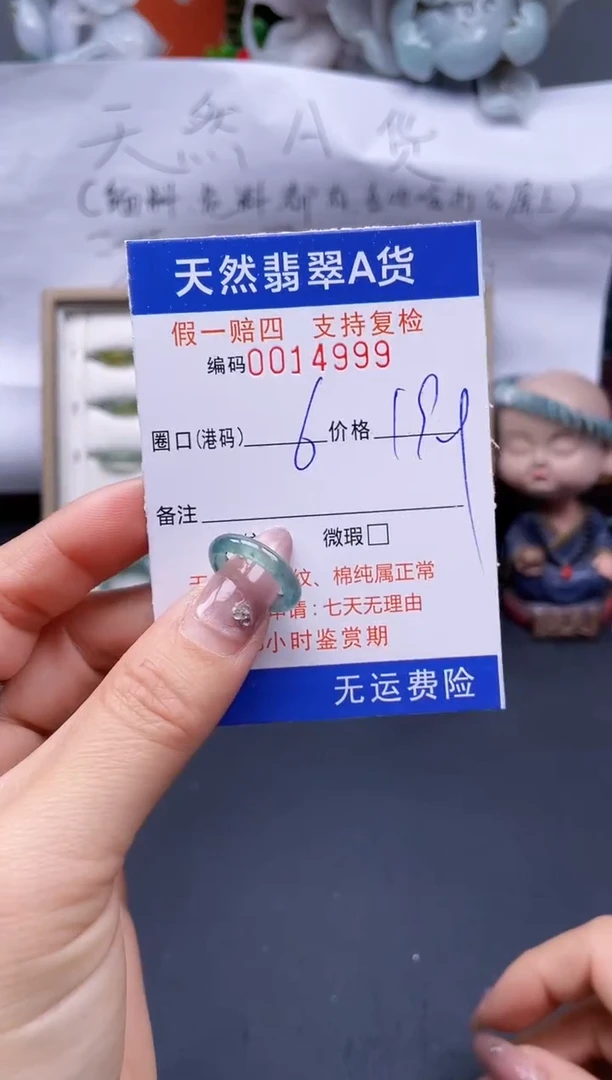 天然A货
天然翡翠A货
假一赔四 支持复检
编码0014999
圈口(港码) 6 价格 199
备注
微瑕□
纹、棉纯属正常
请:七天无理由
小时鉴赏期
无运费险